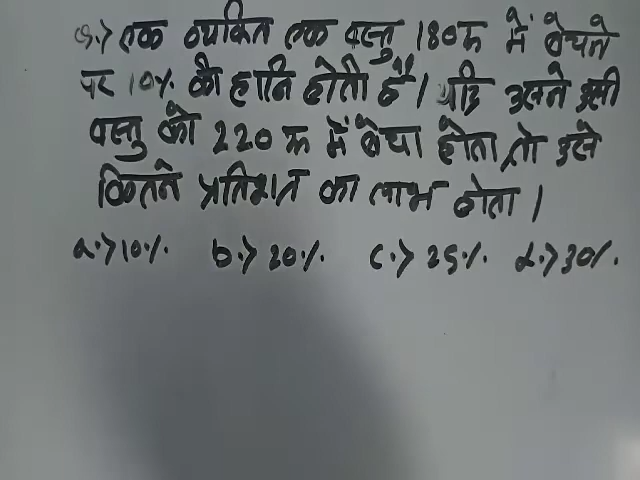 Q.> एक व्यकित एक वस्तु 180रू में बेचने
पर 10% की हानि होती हैं। यदि उसने उसी
वस्तु को 220 रू में बेचा होता,तो उसे
कितने प्रतिशत का लाभ होता।
a.> 10% b.> 20% c.> 25% d.> 30%